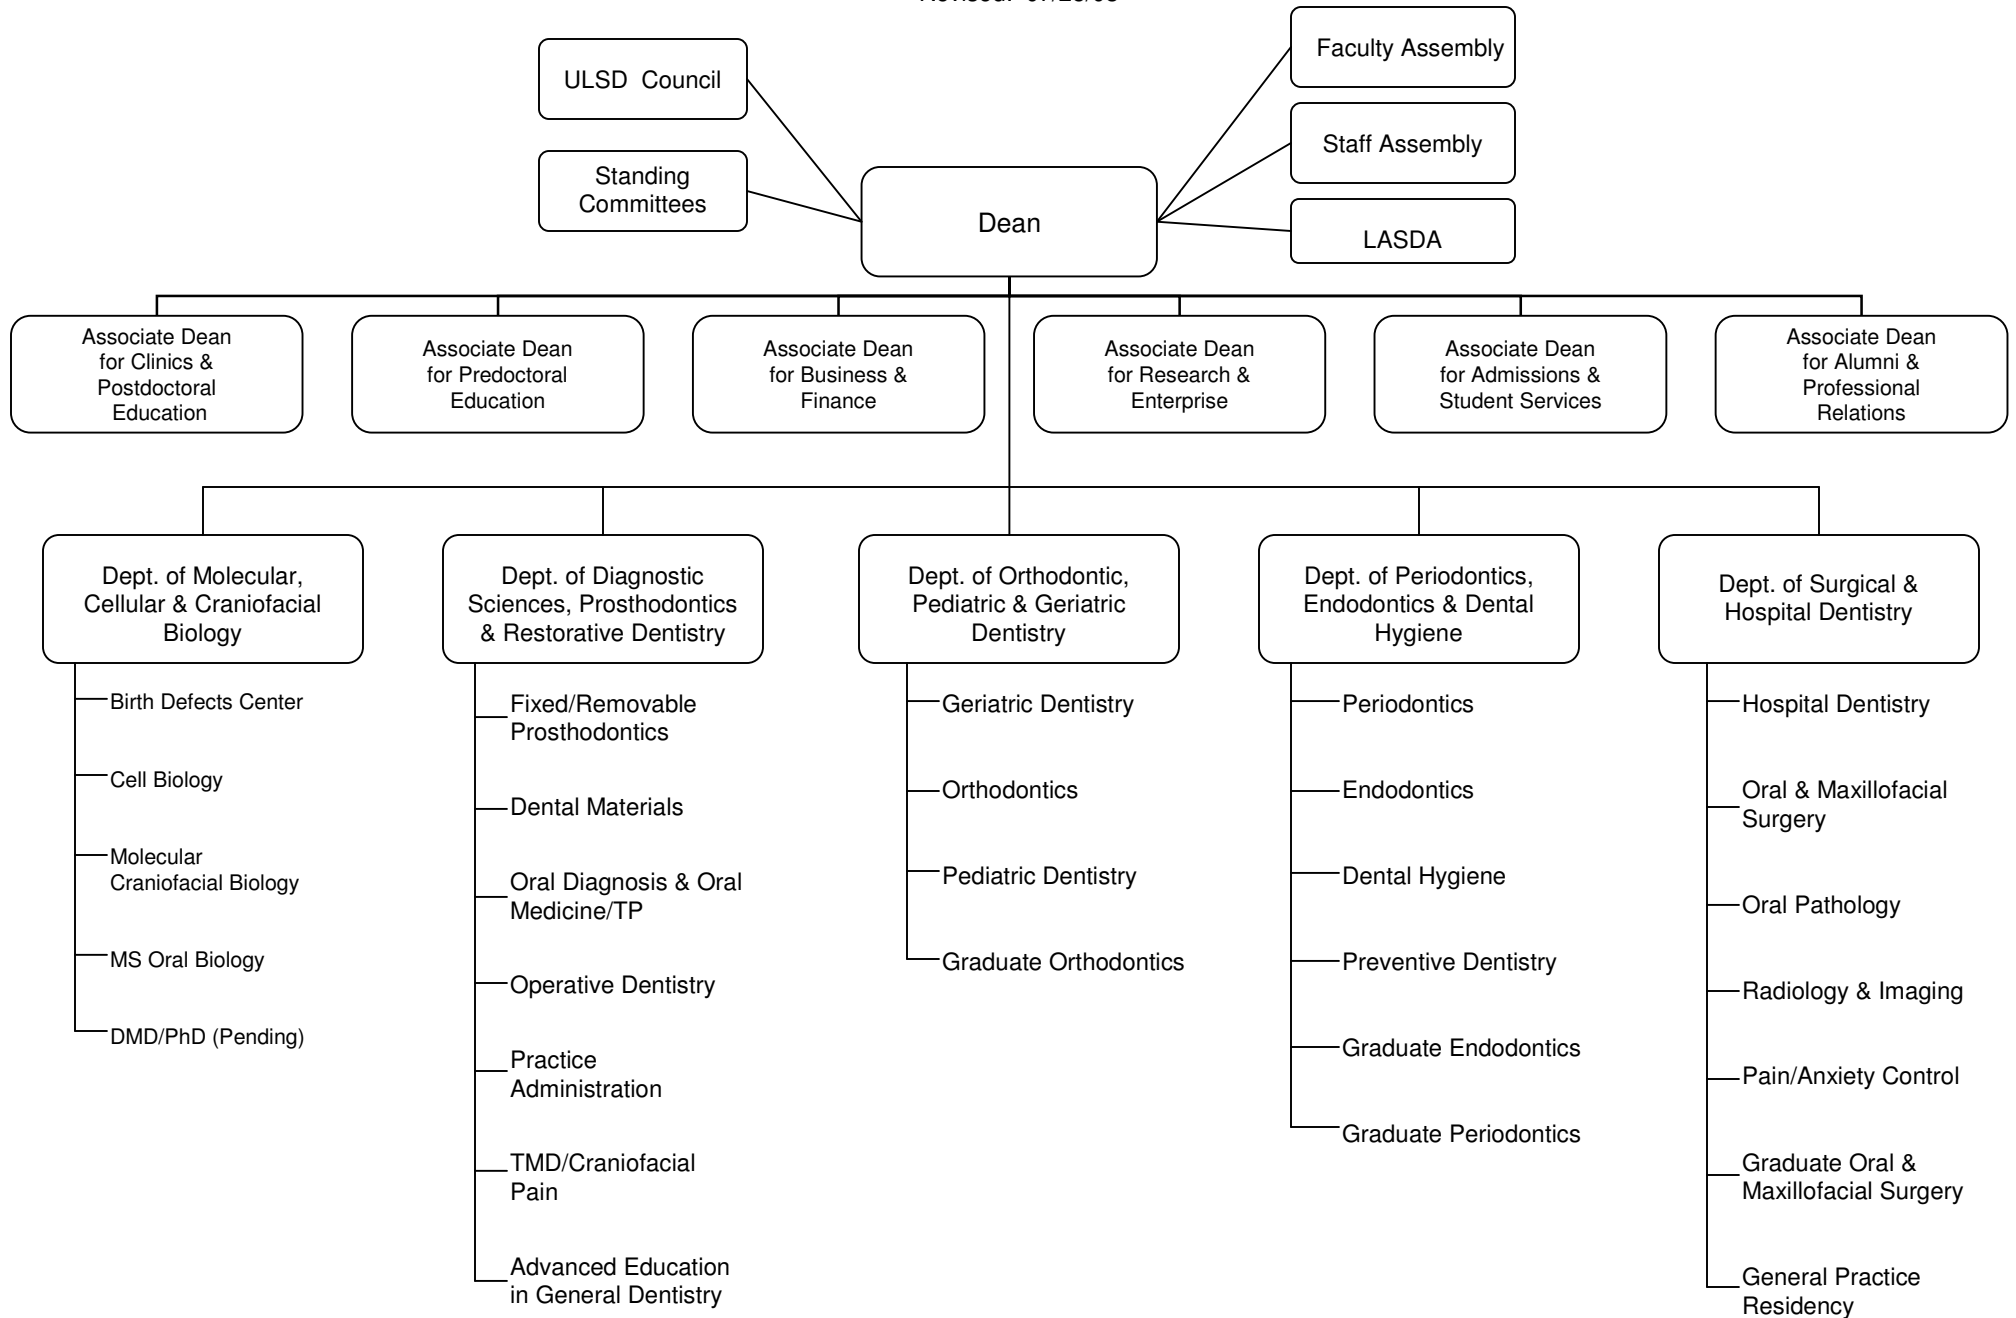 ULSD Council
Standing
Committees
Dean
Faculty Assembly
Staff Assembly
LASDA
Associate Dean
for Clinics &
Postdoctoral
Education
Associate Dean
for Predoctoral
Education
Associate Dean
for Business &
Finance
Associate Dean
for Research &
Enterprise
Associate Dean
for Admissions &
Student Services
Associate Dean
for Alumni &
Professional
Relations
Dept. of Molecular,
Cellular & Craniofacial
Biology
Birth Defects Center
Cell Biology
Molecular
Craniofacial Biology
MS Oral Biology
DMD/PhD (Pending)
Dept. of Diagnostic
Sciences, Prosthodontics
& Restorative Dentistry
Fixed/Removable
Prosthodontics
Dental Materials
Oral Diagnosis & Oral
Medicine/TP
Operative Dentistry
Practice
Administration
TMD/Craniofacial
Pain
Advanced Education
in General Dentistry
Dept. of Orthodontic,
Pediatric & Geriatric
Dentistry
Geriatric Dentistry
Orthodontics
Pediatric Dentistry
Graduate Orthodontics
Dept. of Periodontics,
Endodontics & Dental
Hygiene
Periodontics
Endodontics
Dental Hygiene
Preventive Dentistry
Graduate Endodontics
Graduate Periodontics
Dept. of Surgical &
Hospital Dentistry
Hospital Dentistry
Oral & Maxillofacial
Surgery
Oral Pathology
Radiology & Imaging
Pain/Anxiety Control
Graduate Oral &
Maxillofacial Surgery
General Practice
Residency